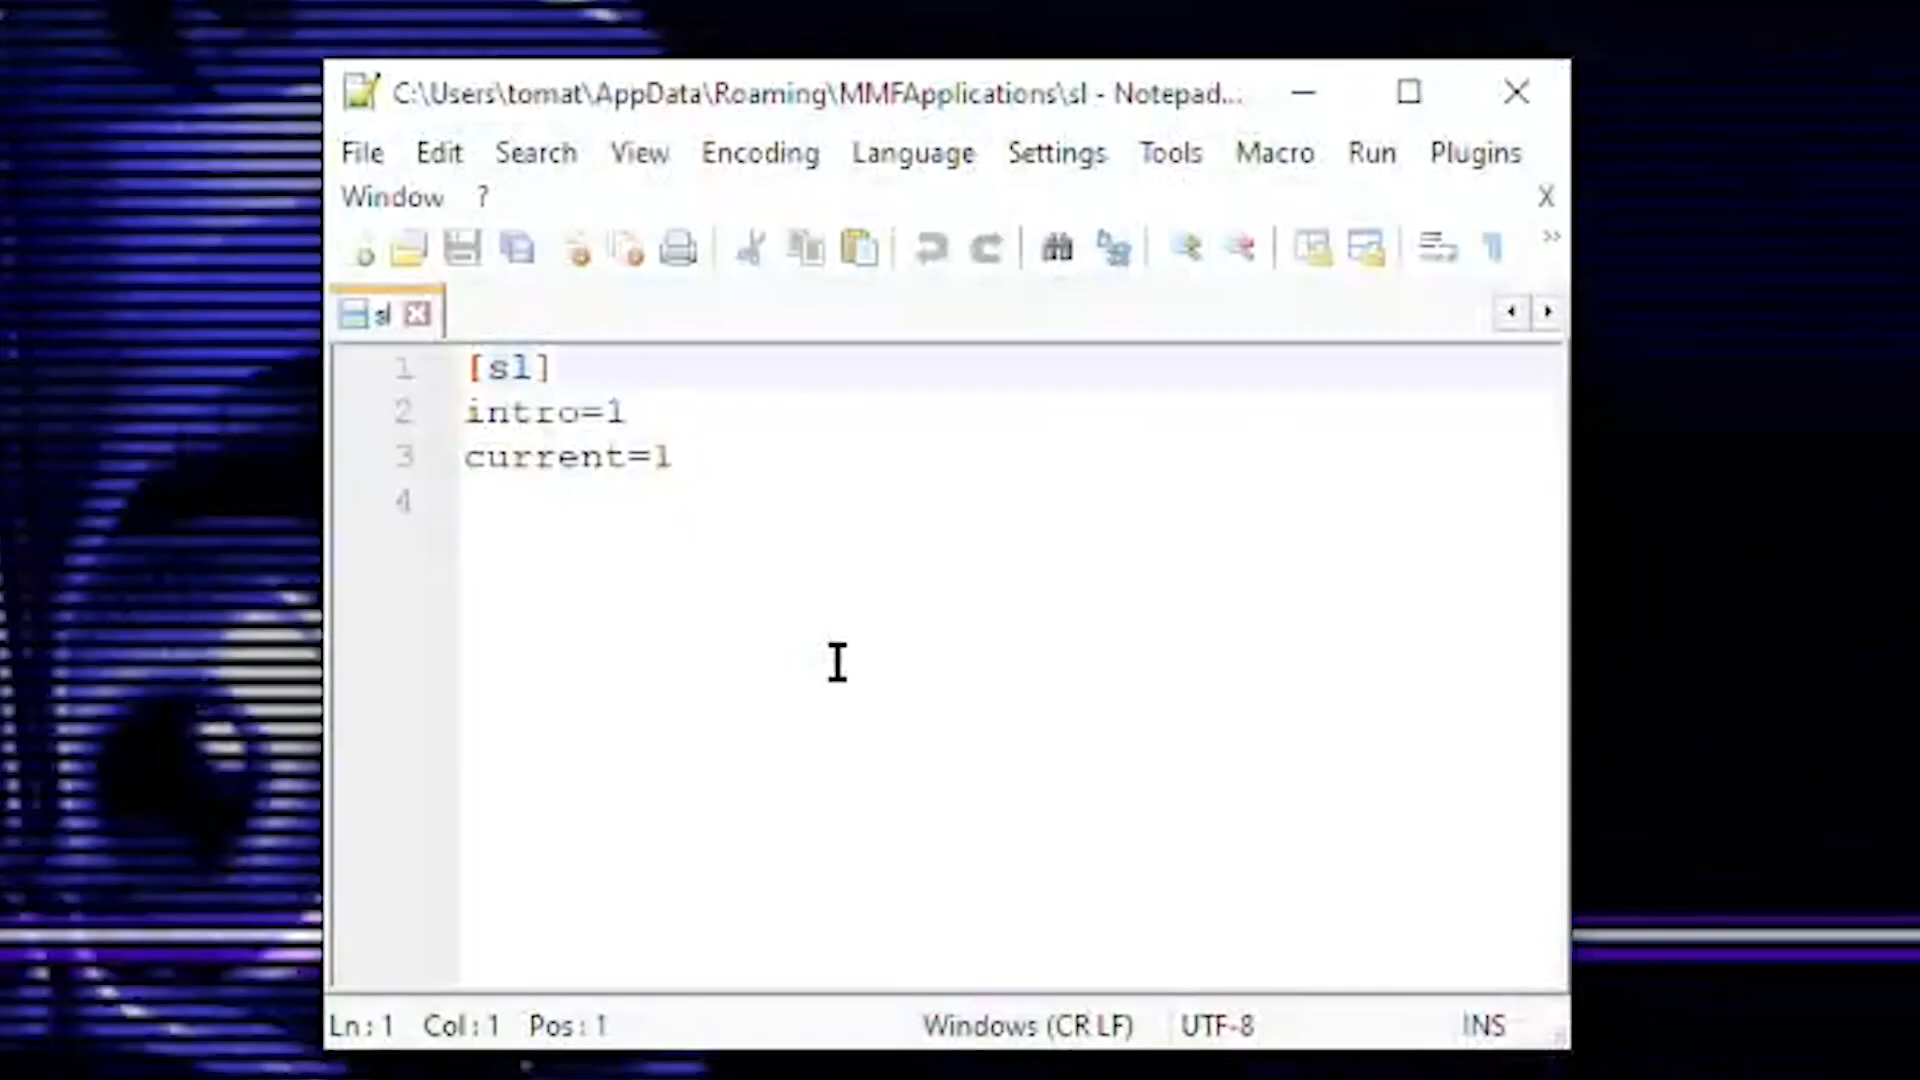 C:\Users\tomat\AppData\Roaming\MMFApplications\sl - Notepad...
File Edit Search View Encoding Language Settings Tools Macro Run Plugins
Window ? X
sl
1 [sl]
2 intro=1
3 current=1
4
Ln: 1 Col: 1 Pos: 1 Windows (CR LF) UTF-8 INS